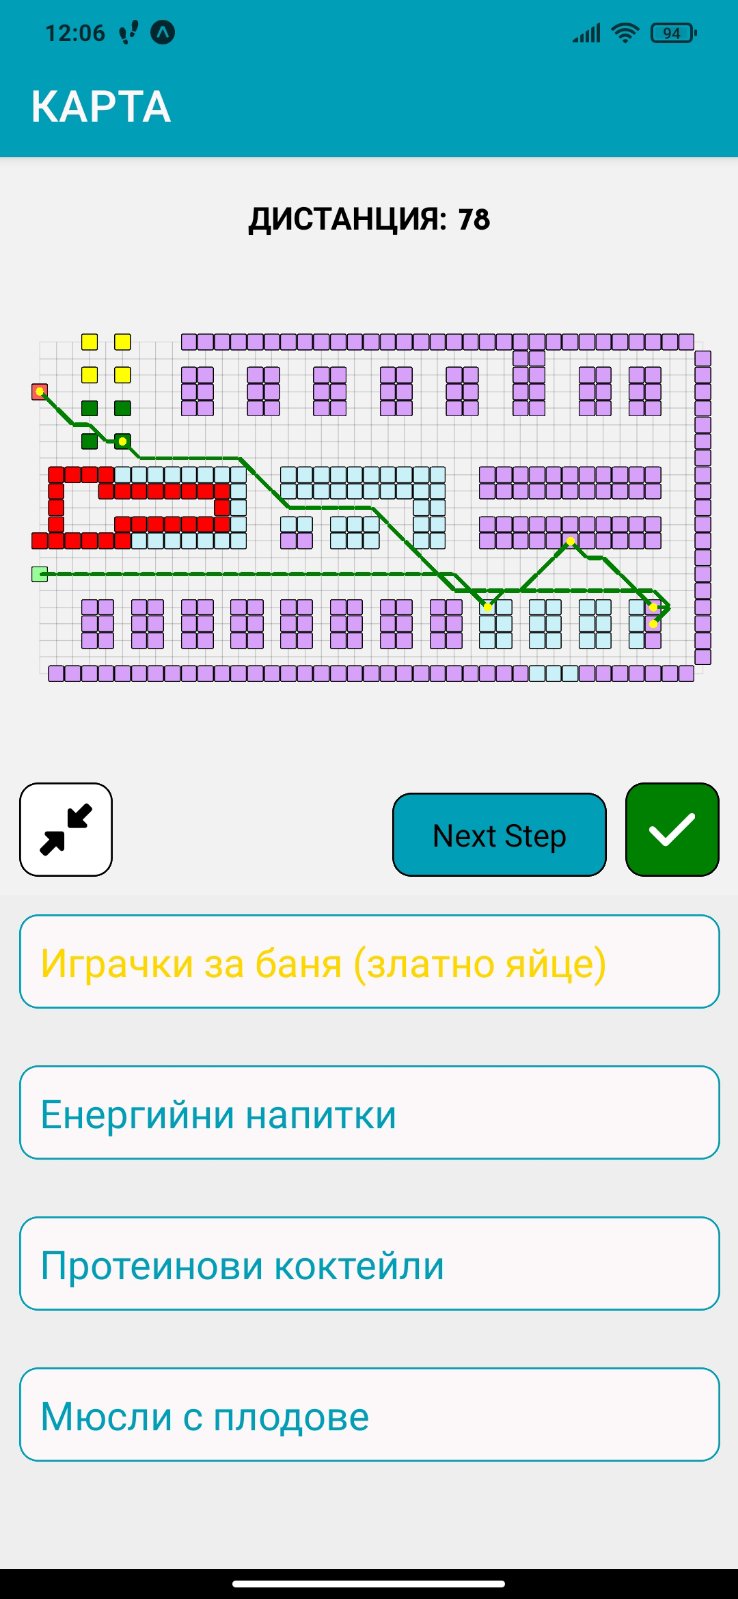 12:06
94
КАРТА
ДИСТАНЦИЯ: 78
Next Step
Играчки за баня (златно яйце)
Енергийни напитки
Протеинови коктейли
Мюсли с плодове